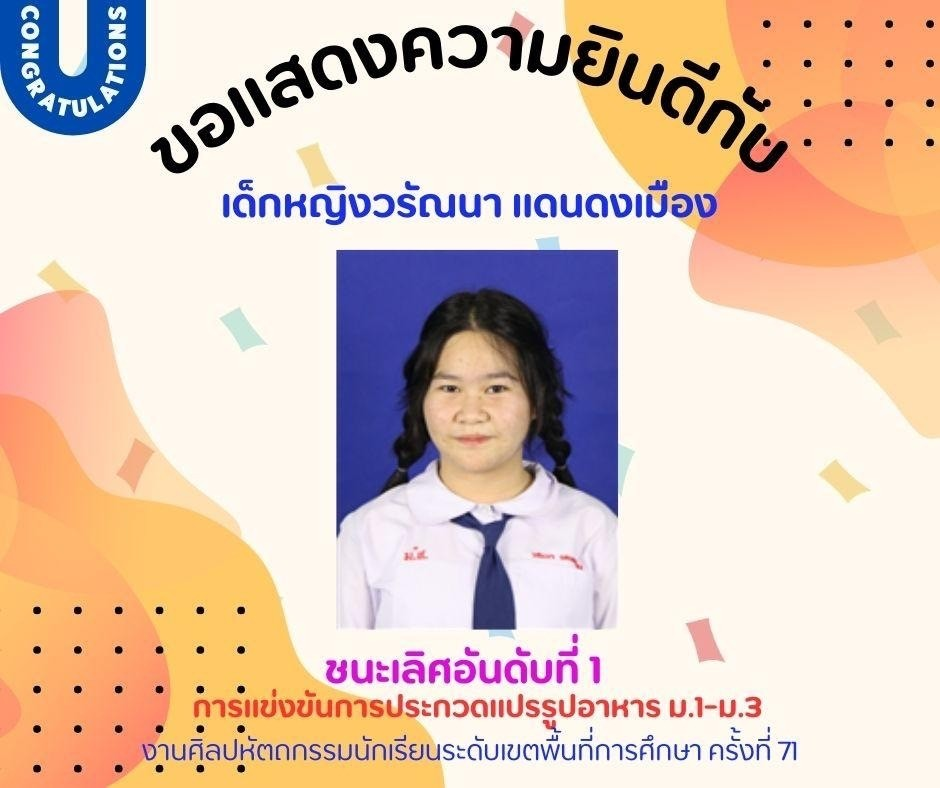 CONGRATULATIONS
ขอแสดงความยินดีกับ
เด็กหญิงวรัณนา แดนดงเมือง
ม.ส.
ชนะเลิศอันดับที่ 1
การแข่งขันการประกวดแปรรูปอาหาร ม.1-ม.3
งานศิลปหัตถกรรมนักเรียนระดับเขตพื้นที่การศึกษา ครั้งที่ 71